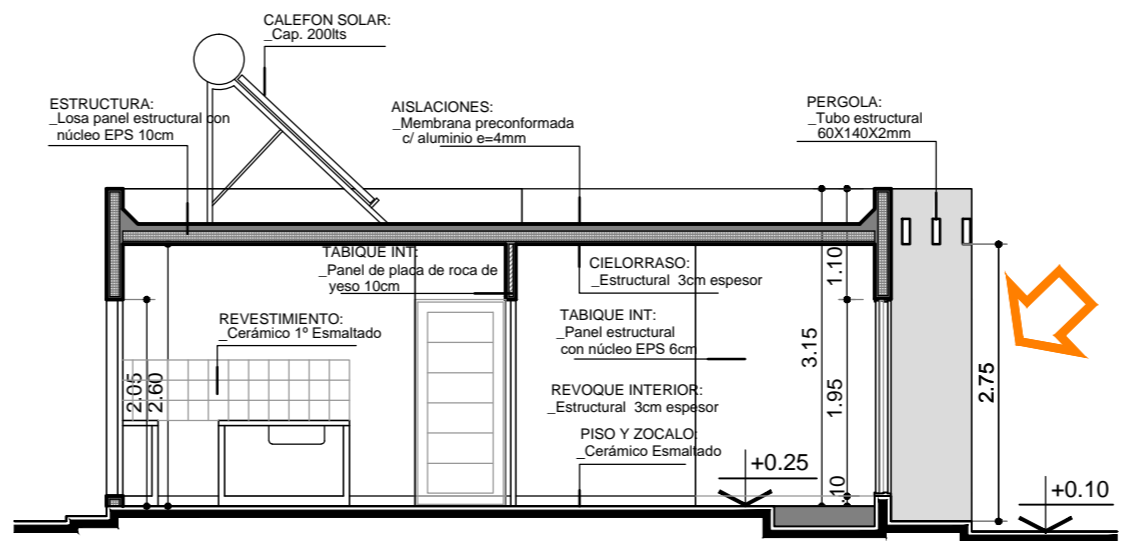 CALEFON SOLAR:
_Cap. 200lts
ESTRUCTURA:
_Losa panel estructural con
núcleo EPS 10cm
AISLACIONES:
_Membrana preconformada
c/ aluminio e=4mm
PERGOLA:
_Tubo estructural
60X140X2mm
TABIQUE INT:
_Panel de placa de roca de
yeso 10cm
CIELORRASO:
_Estructural 3cm espesor
REVESTIMIENTO:
_Cerámico 1º Esmaltado
TABIQUE INT:
_Panel estructural
con núcleo EPS 6cm
REVOQUE INTERIOR:
_Estructural 3cm espesor
PISO Y ZOCALO:
_Cerámico Esmaltado
2.05
2.60
3.15
1.10
1.95
.10
2.75
+0.25
+0.10